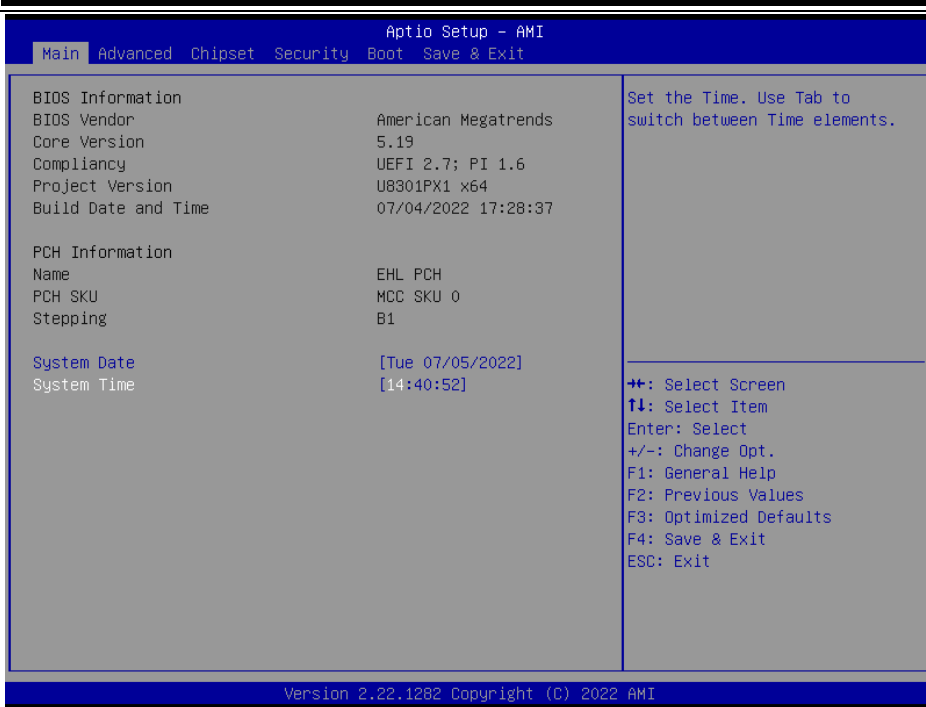 Aptio Setup – AMI
Main Advanced Chipset Security Boot Save & Exit
BIOS Information
BIOS Vendor American Megatrends
Core Version 5.19
Compliancy UEFI 2.7; PI 1.6
Project Version U8301PX1 x64
Build Date and Time 07/04/2022 17:28:37
PCH Information
Name EHL PCH
PCH SKU MCC SKU 0
Stepping B1
System Date [Tue 07/05/2022]
System Time [14:40:52]
Set the Time. Use Tab to
switch between Time elements.
→←: Select Screen
↑↓: Select Item
Enter: Select
+/-: Change Opt.
F1: General Help
F2: Previous Values
F3: Optimized Defaults
F4: Save & Exit
ESC: Exit
Version 2.22.1282 Copyright (C) 2022 AMI